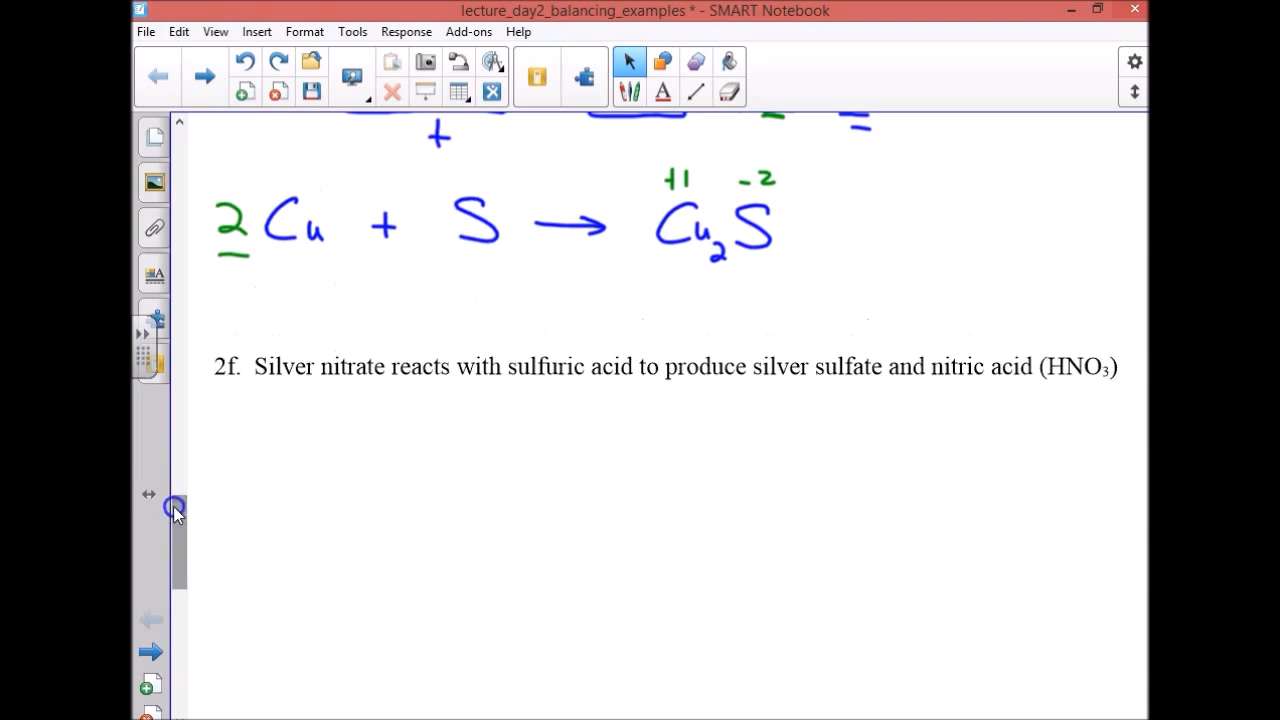 lecture_day2_balancing_examples * - SMART Notebook
File Edit View Insert Format Tools Response Add-ons Help
+
+1 -2
2 Cu + S → Cu₂S
2f. Silver nitrate reacts with sulfuric acid to produce silver sulfate and nitric acid (HNO₃)